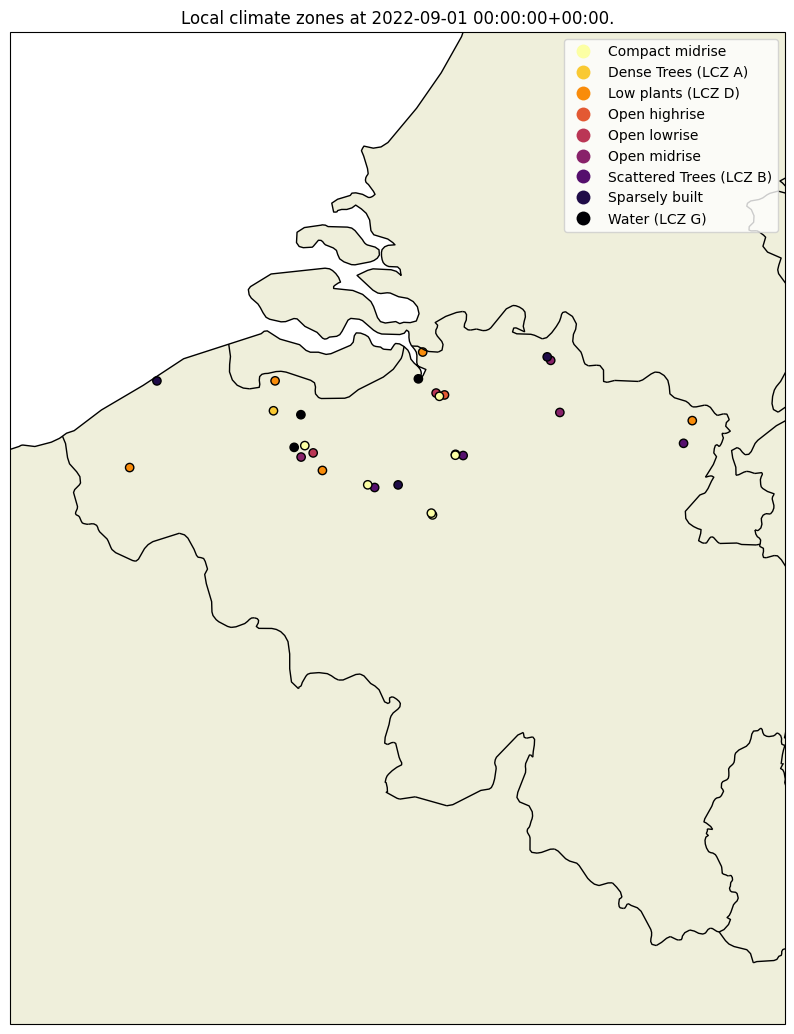 Local climate zones at 2022-09-01 00:00:00+00:00.
Compact midrise
Dense Trees (LCZ A)
Low plants (LCZ D)
Open highrise
Open lowrise
Open midrise
Scattered Trees (LCZ B)
Sparsely built
Water (LCZ G)